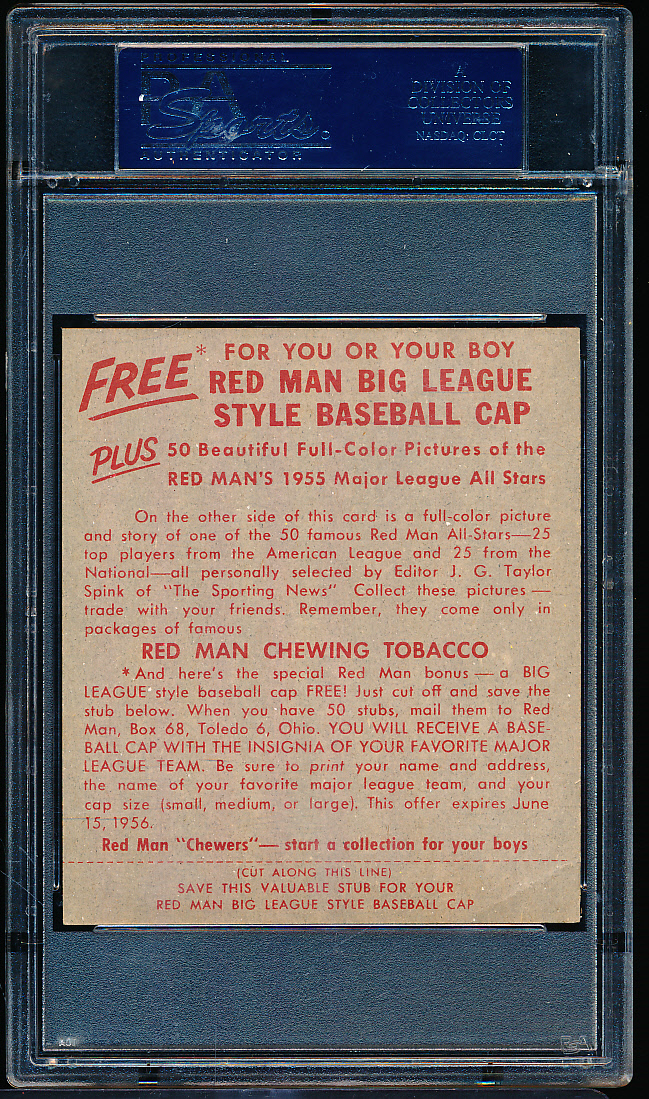 PROFESSIONAL
PSA
Sports
AUTHENTICATOR
A
DIVISION OF
COLLECTORS
UNIVERSE
NASDAQ: CLCT
FREE* FOR YOU OR YOUR BOY
RED MAN BIG LEAGUE
STYLE BASEBALL CAP
PLUS 50 Beautiful Full-Color Pictures of the
RED MAN'S 1955 Major League All Stars
On the other side of this card is a full-color picture
and story of one of the 50 famous Red Man All-Stars—25
top players from the American League and 25 from the
National—all personally selected by Editor J. G. Taylor
Spink of "The Sporting News" Collect these pictures—
trade with your friends. Remember, they come only in
packages of famous
RED MAN CHEWING TOBACCO
*And here's the special Red Man bonus — a BIG
LEAGUE style baseball cap FREE! Just cut off and save the
stub below. When you have 50 stubs, mail them to Red
Man, Box 68, Toledo 6, Ohio. YOU WILL RECEIVE A BASE-
BALL CAP WITH THE INSIGNIA OF YOUR FAVORITE MAJOR
LEAGUE TEAM. Be sure to print your name and address,
the name of your favorite major league team, and your
cap size (small, medium, or large). This offer expires June
15, 1956.
Red Man "Chewers"— start a collection for your boys
(CUT ALONG THIS LINE)
SAVE THIS VALUABLE STUB FOR YOUR
RED MAN BIG LEAGUE STYLE BASEBALL CAP
PSA